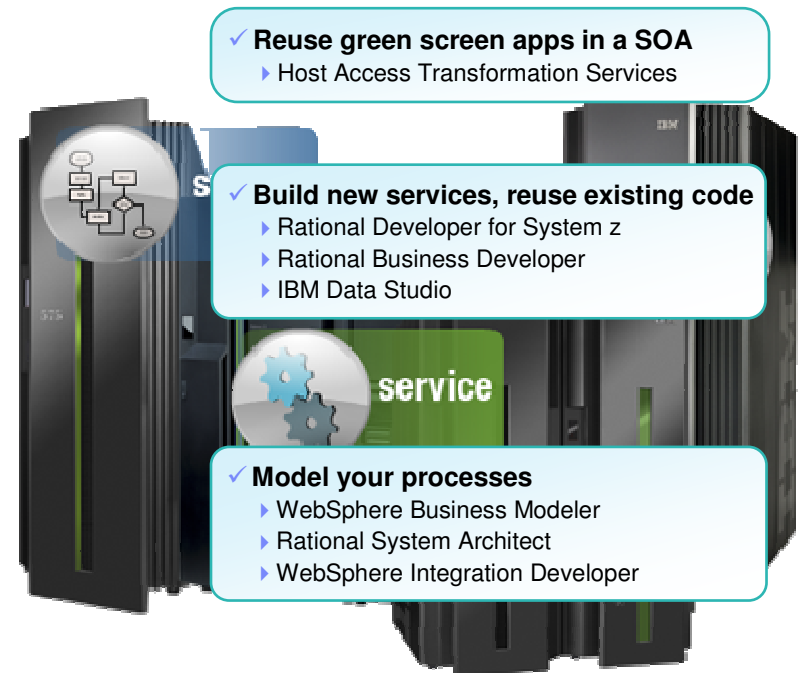 ✓ Reuse green screen apps in a SOA
Host Access Transformation Services
IBM
✓ Build new services, reuse existing code
Rational Developer for System z
Rational Business Developer
IBM Data Studio
service
✓ Model your processes
WebSphere Business Modeler
Rational System Architect
WebSphere Integration Developer